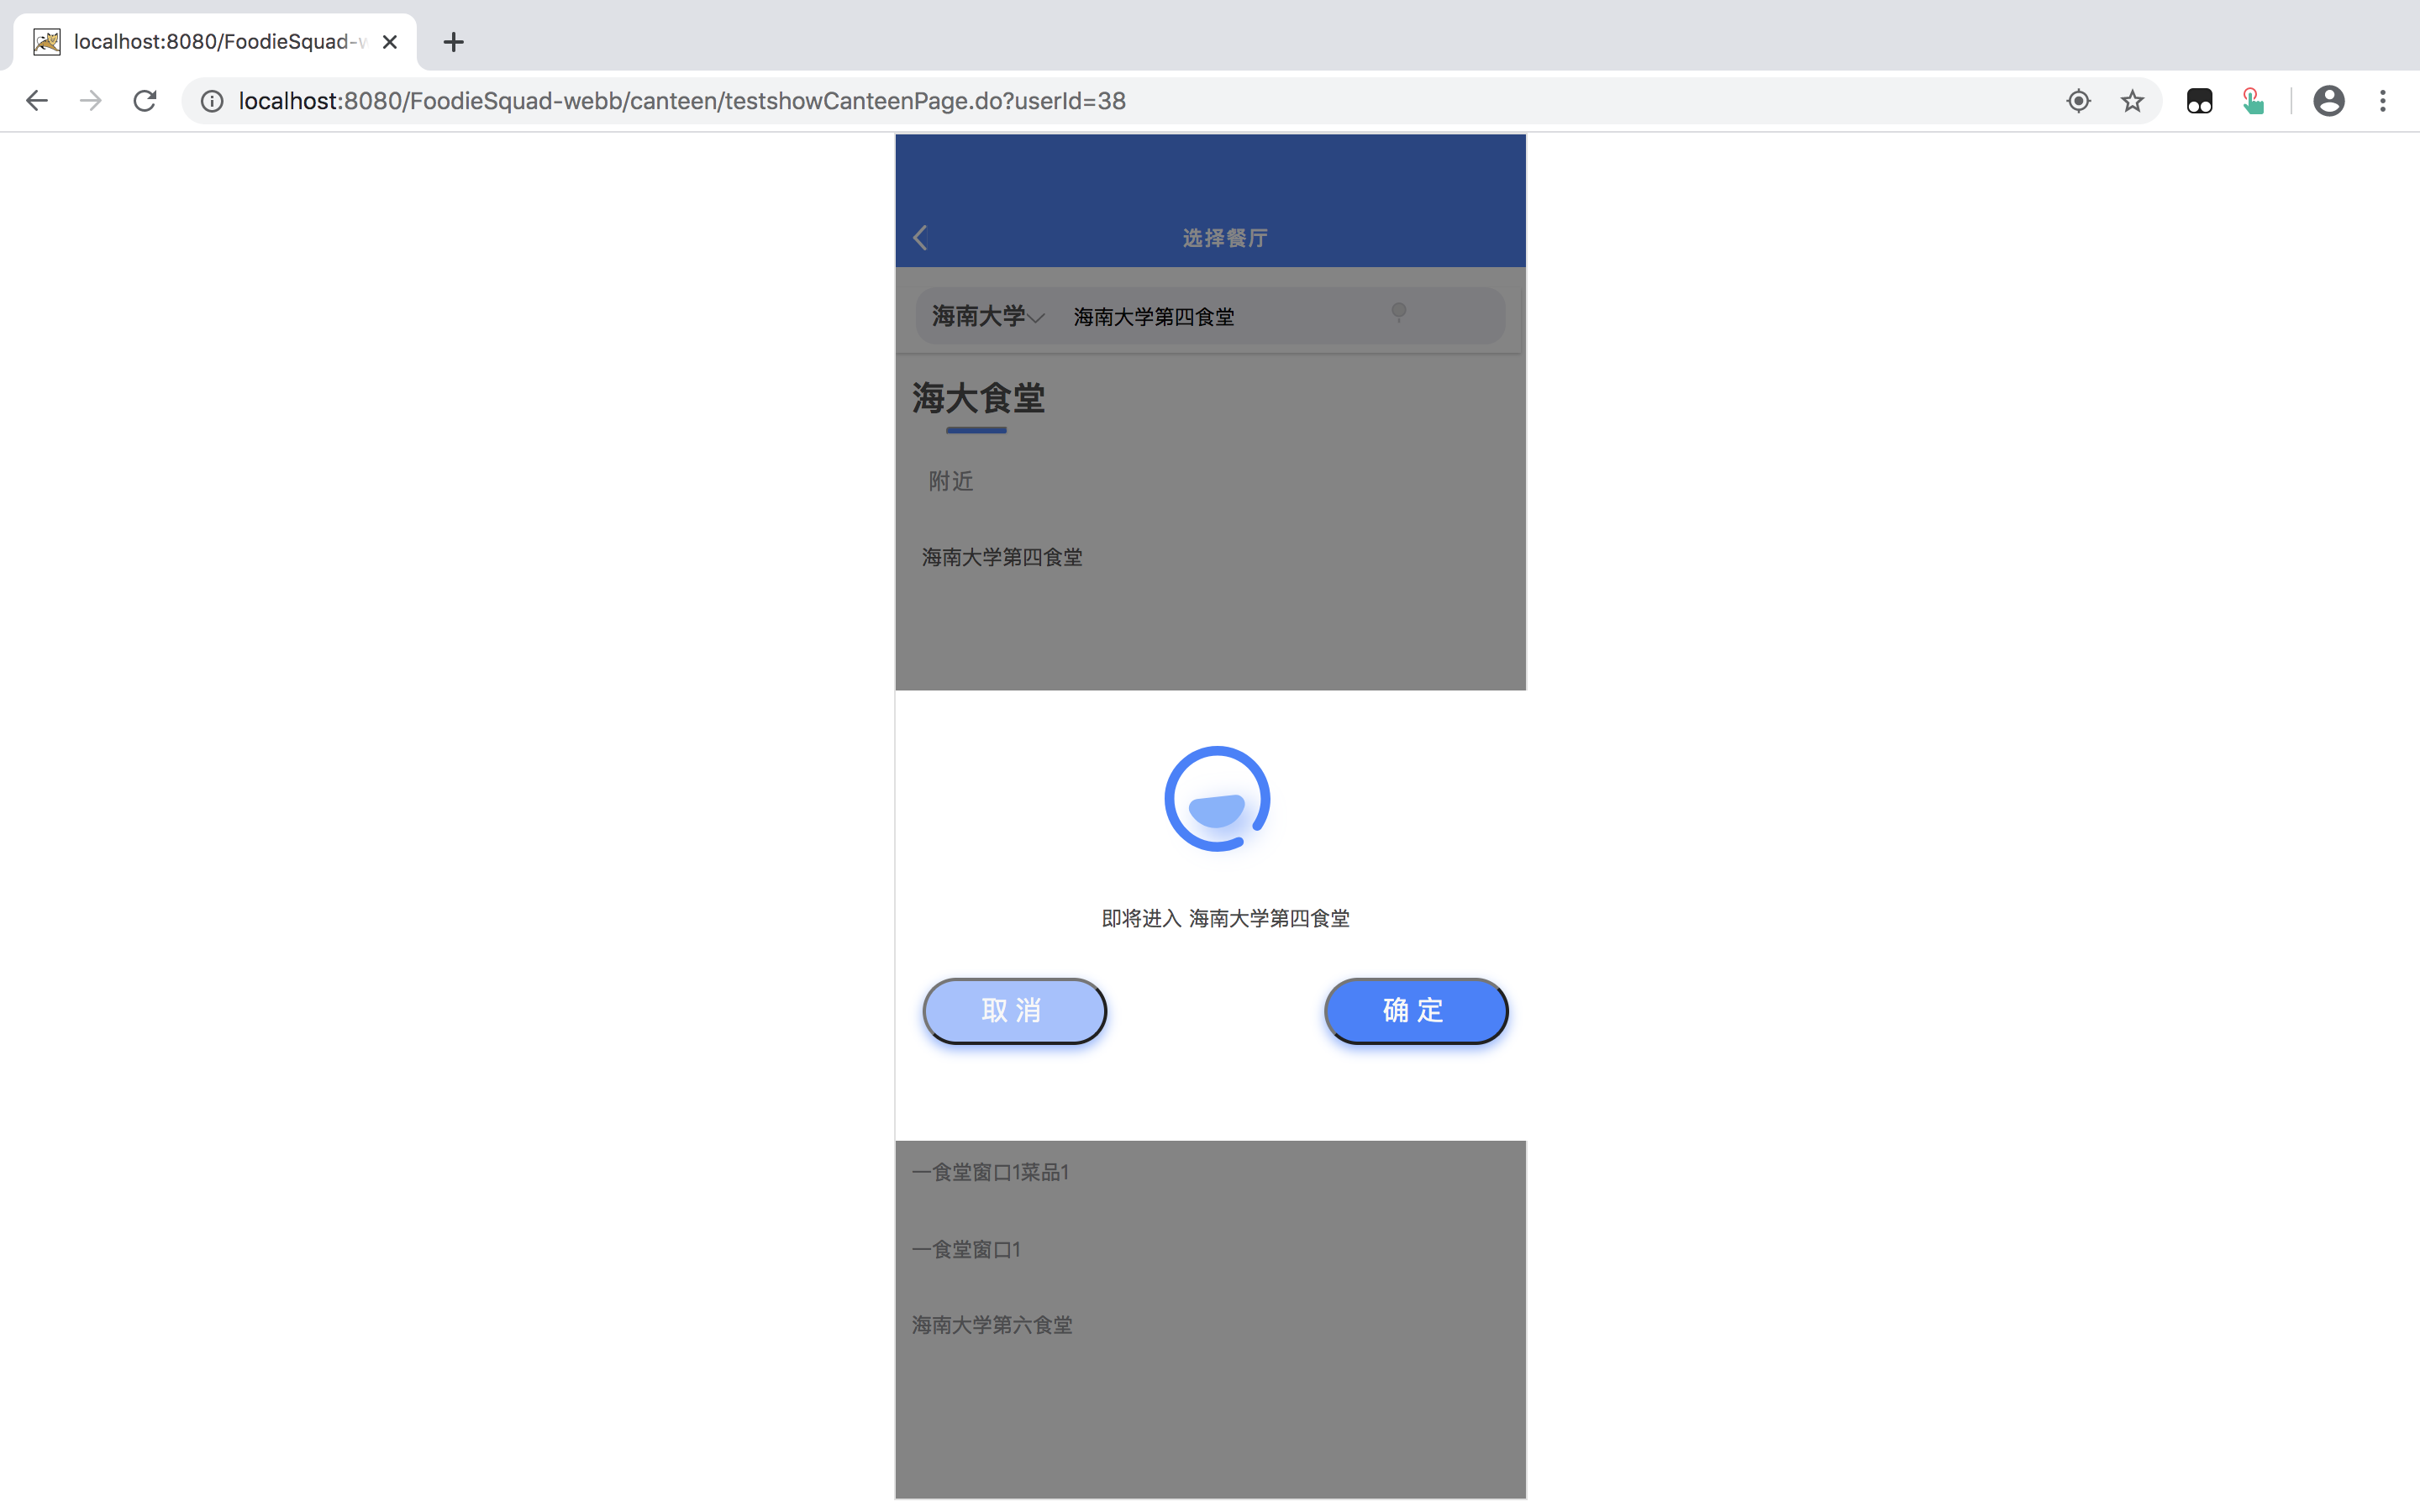 localhost:8080/FoodieSquad-w
localhost:8080/FoodieSquad-webb/canteen/testshowCanteenPage.do?userId=38
选择餐厅
海南大学 海南大学第四食堂
海大食堂
附近
海南大学第四食堂
即将进入 海南大学第四食堂
取 消 确 定
一食堂窗口1菜品1
一食堂窗口1
海南大学第六食堂